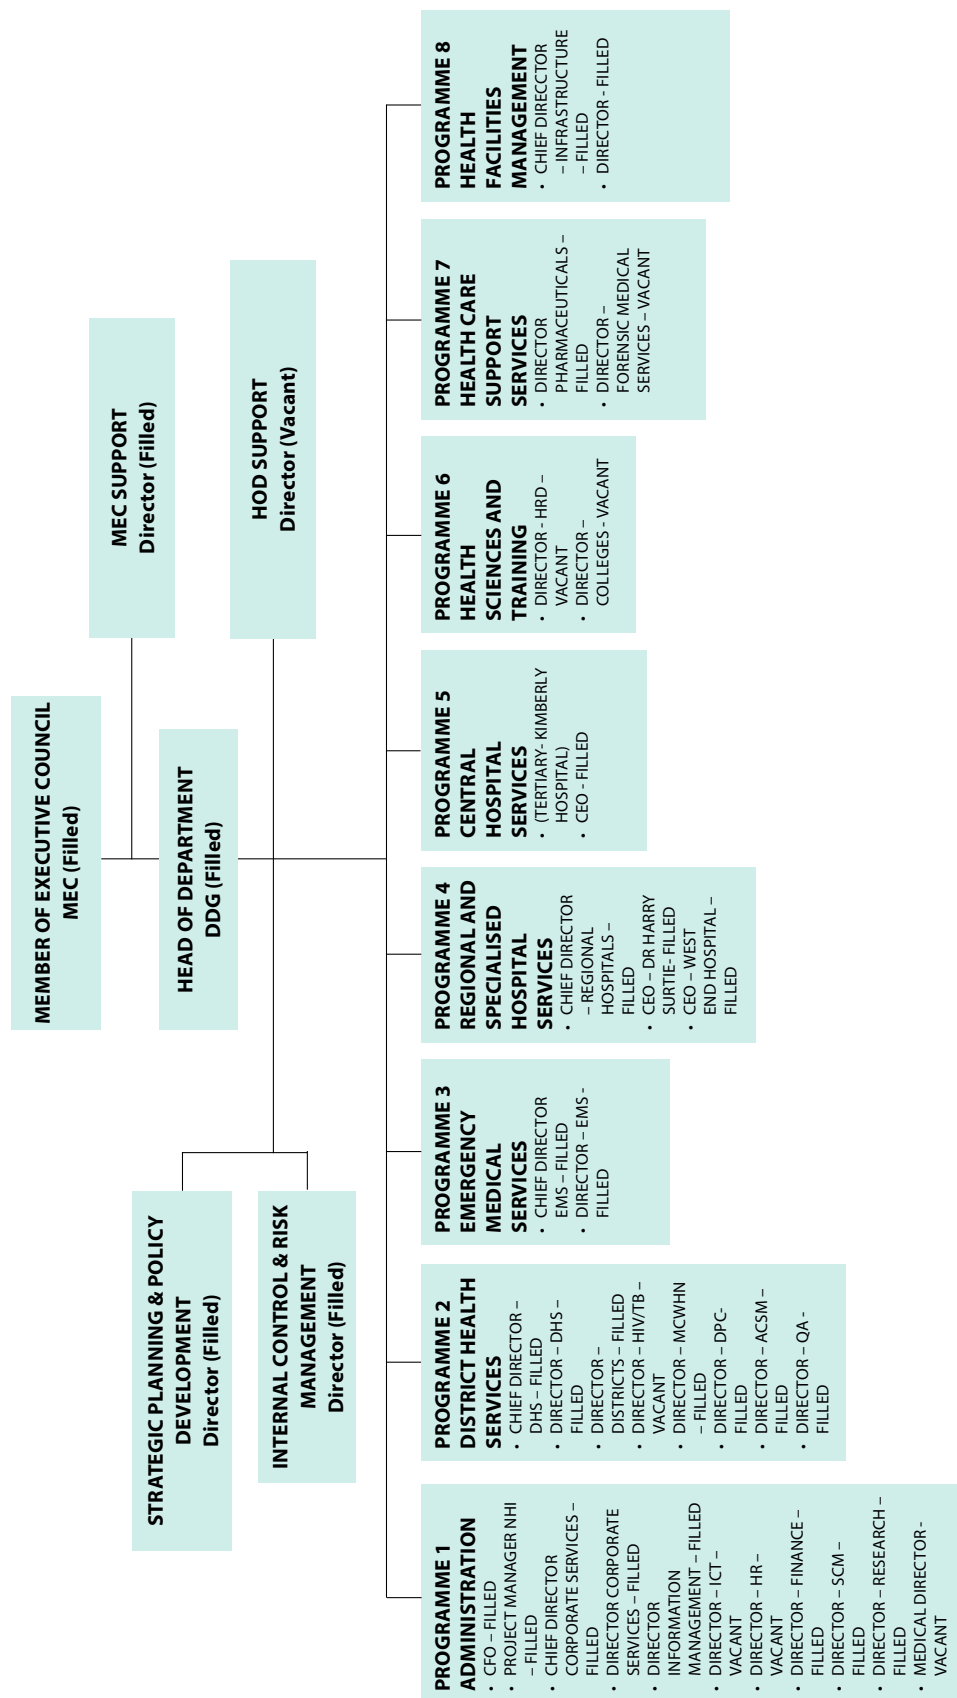 MEMBER OF EXECUTIVE COUNCIL
MEC (Filled)
MEC SUPPORT
Director (Filled)
HEAD OF DEPARTMENT
DDG (Filled)
HOD SUPPORT
Director (Vacant)
STRATEGIC PLANNING & POLICY
DEVELOPMENT
Director (Filled)
INTERNAL CONTROL & RISK
MANAGEMENT
Director (Filled)
PROGRAMME 1
ADMINISTRATION
• CFO – FILLED
• PROJECT MANAGER NHI
– FILLED
• CHIEF DIRECTOR
CORPORATE SERVICES –
FILLED
• DIRECTOR CORPORATE
SERVICES – FILLED
• DIRECTOR
INFORMATION
MANAGEMENT – FILLED
• DIRECTOR – ICT –
VACANT
• DIRECTOR – HR –
VACANT
• DIRECTOR – FINANCE –
FILLED
• DIRECTOR – SCM –
FILLED
• DIRECTOR – RESEARCH –
FILLED
• MEDICAL DIRECTOR -
VACANT
PROGRAMME 2
DISTRICT HEALTH
SERVICES
• CHIEF DIRECTOR –
DHS – FILLED
• DIRECTOR – DHS –
FILLED
• DIRECTOR –
DISTRICTS – FILLED
• DIRECTOR – HIV/TB –
VACANT
• DIRECTOR – MCWHN
– FILLED
• DIRECTOR – DPC-
FILLED
• DIRECTOR – ACSM –
FILLED
• DIRECTOR – QA -
FILLED
PROGRAMME 3
EMERGENCY
MEDICAL
SERVICES
• CHIEF DIRECTOR
EMS – FILLED
• DIRECTOR – EMS -
FILLED
PROGRAMME 4
REGIONAL AND
SPECIALISED
HOSPITAL
SERVICES
• CHIEF DIRECTOR
– REGIONAL
HOSPITALS –
FILLED
• CEO – DR HARRY
SURTIE- FILLED
• CEO – WEST
END HOSPITAL –
FILLED
PROGRAMME 5
CENTRAL
HOSPITAL
SERVICES
• (TERTIARY- KIMBERLY
HOSPITAL)
• CEO - FILLED
PROGRAMME 6
HEALTH
SCIENCES AND
TRAINING
• DIRECTOR - HRD –
VACANT
• DIRECTOR –
COLLEGES - VACANT
PROGRAMME 7
HEALTH CARE
SUPPORT
SERVICES
• DIRECTOR
PHARMACEUTICALS –
FILLED
• DIRECTOR –
FORENSIC MEDICAL
SERVICES – VACANT
PROGRAMME 8
HEALTH
FACILITIES
MANAGEMENT
• CHIEF DIRECCTOR
– INFRASTRUCTURE
– FILLED
• DIRECTOR - FILLED